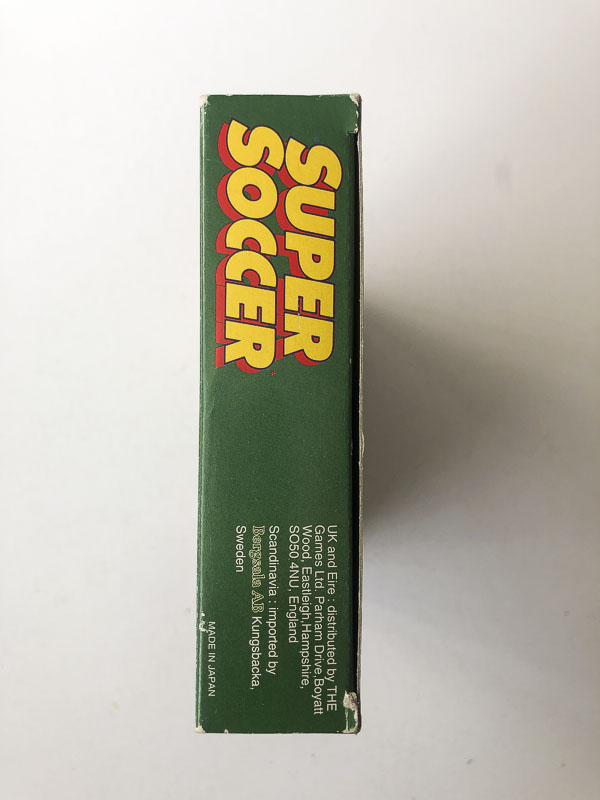 SUPER
SOCCER
UK and Eire : distributed by THE
Games Ltd. Parham Drive,Boyatt
Wood, Eastleigh,Hampshire,
SO50 4NU, England
Scandinavia : imported by
Bergsala AB Kungsbacka,
Sweden
MADE IN JAPAN